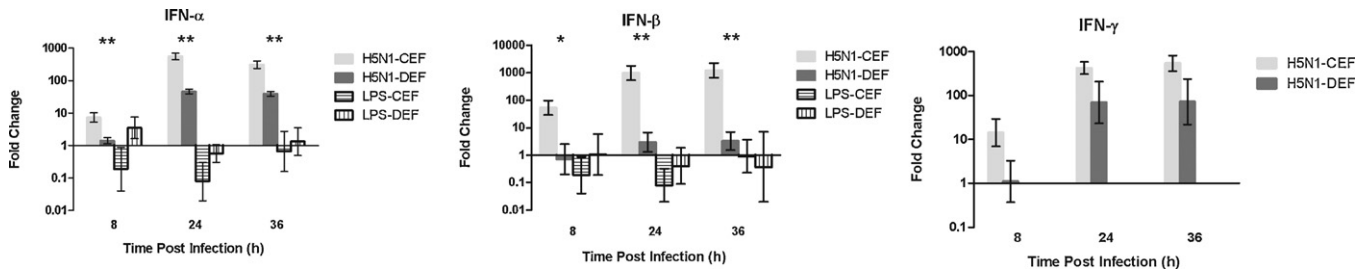 IFN-α
** ** **
1000
100
10
1
0.1
0.01
Fold Change
8 24 36
Time Post Infection (h)
H5N1-CEF
H5N1-DEF
LPS-CEF
LPS-DEF
IFN-β
* ** **
10000
1000
100
10
1
0.1
0.01
Fold Change
8 24 36
Time Post Infection (h)
H5N1-CEF
H5N1-DEF
LPS-CEF
LPS-DEF
IFN-γ
1000
100
10
1
0.1
Fold Change
8 24 36
Time Post Infection (h)
H5N1-CEF
H5N1-DEF